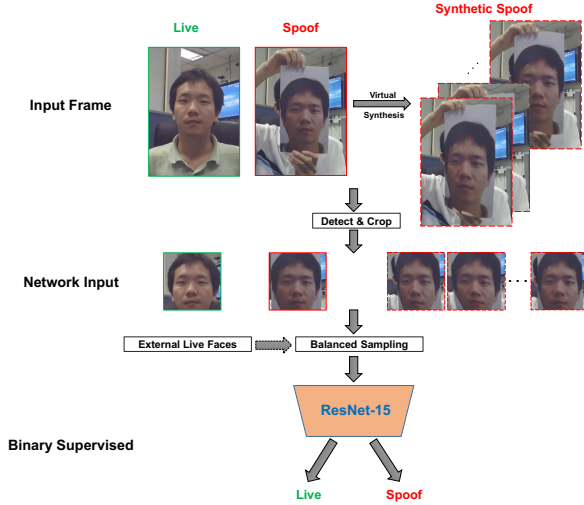 Synthetic Spoof
Live
Spoof
Input Frame
Virtual
Synthesis
Detect & Crop
Network Input
External Live Faces
Balanced Sampling
ResNet-15
Binary Supervised
Live
Spoof